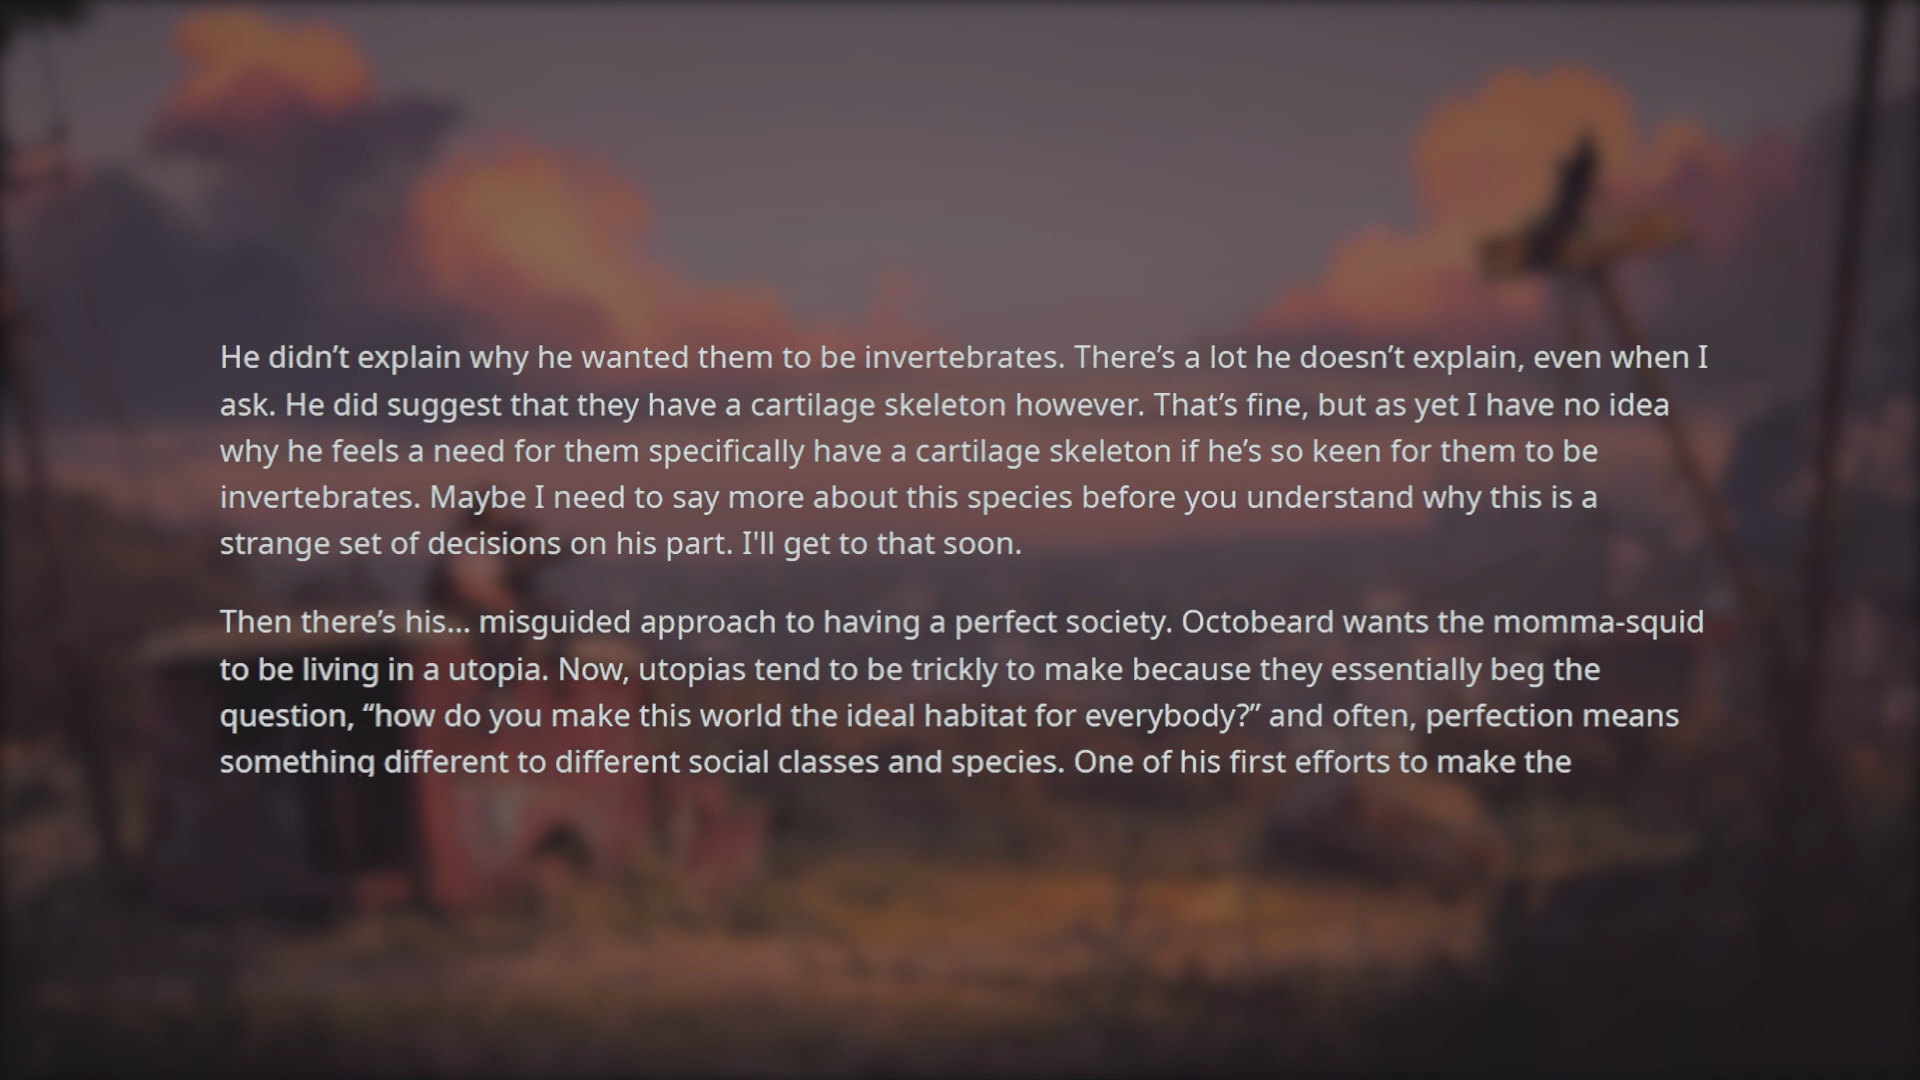 He didn’t explain why he wanted them to be invertebrates. There’s a lot he doesn’t explain, even when I
ask. He did suggest that they have a cartilage skeleton however. That’s fine, but as yet I have no idea
why he feels a need for them specifically have a cartilage skeleton if he’s so keen for them to be
invertebrates. Maybe I need to say more about this species before you understand why this is a
strange set of decisions on his part. I'll get to that soon.
Then there’s his... misguided approach to having a perfect society. Octobeard wants the momma-squid
to be living in a utopia. Now, utopias tend to be trickly to make because they essentially beg the
question, “how do you make this world the ideal habitat for everybody?” and often, perfection means
something different to different social classes and species. One of his first efforts to make the